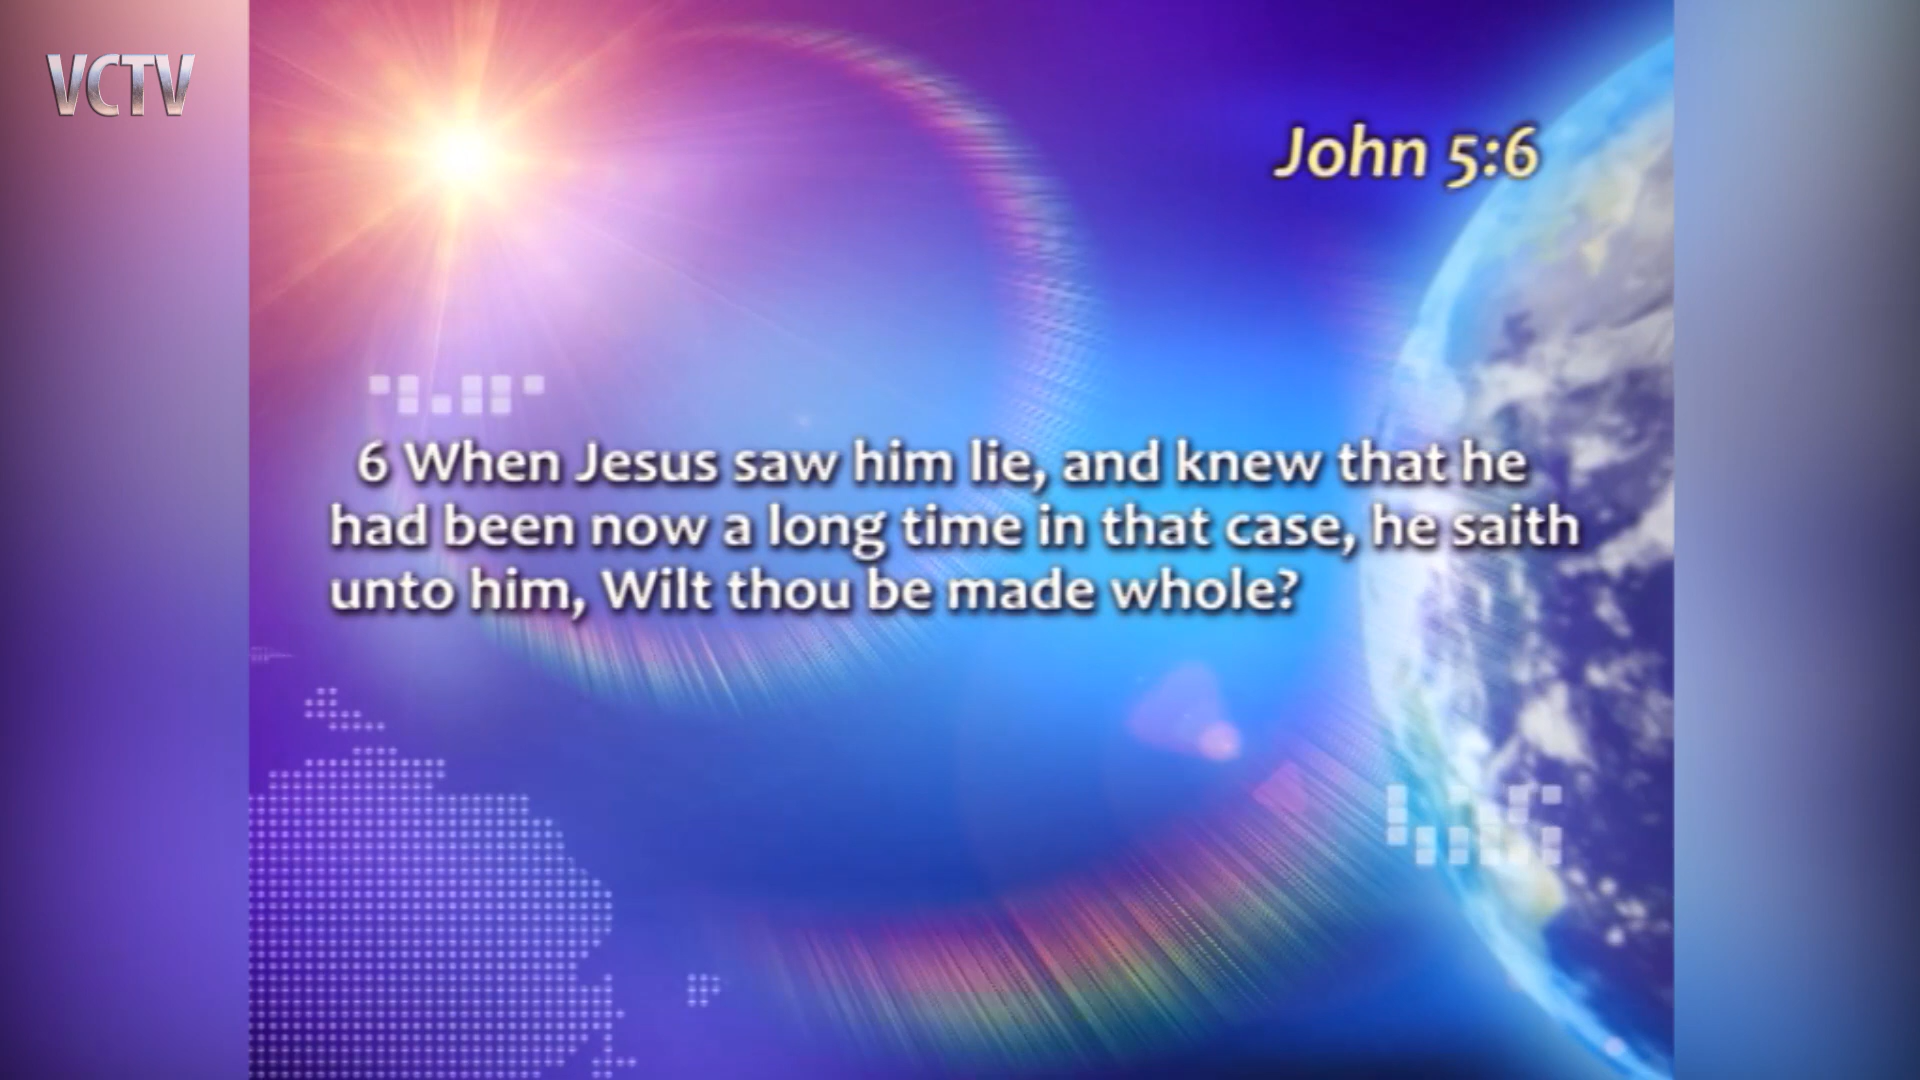 VCTV
John 5:6
6 When Jesus saw him lie, and knew that he
had been now a long time in that case, he saith
unto him, Wilt thou be made whole?